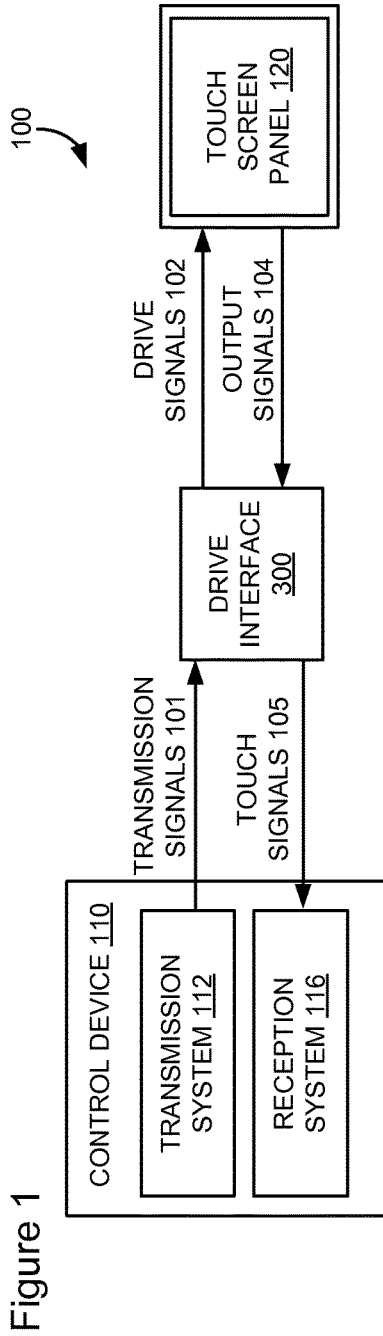 Figure 1
100
CONTROL DEVICE 110
TRANSMISSION
SYSTEM 112
RECEPTION
SYSTEM 116
TRANSMISSION
SIGNALS 101
TOUCH
SIGNALS 105
DRIVE
INTERFACE
300
DRIVE
SIGNALS 102
OUTPUT
SIGNALS 104
TOUCH
SCREEN
PANEL 120